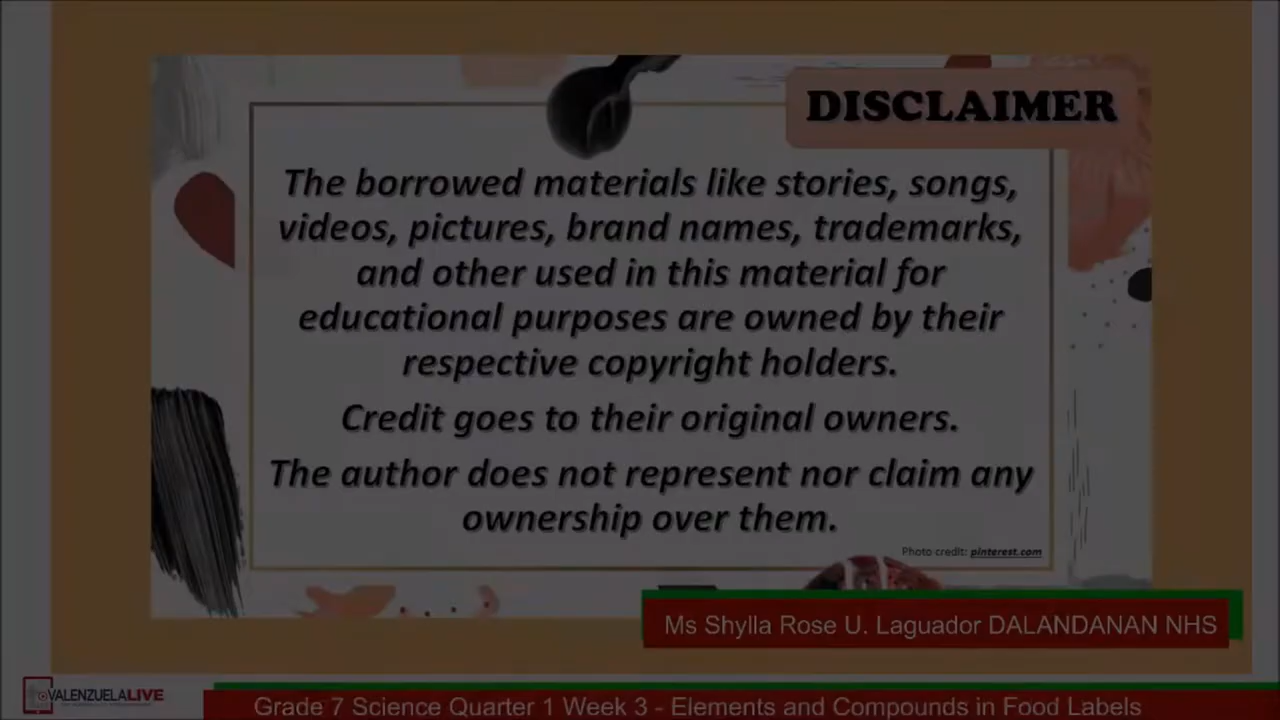 DISCLAIMER
The borrowed materials like stories, songs,
videos, pictures, brand names, trademarks,
and other used in this material for
educational purposes are owned by their
respective copyright holders.
Credit goes to their original owners.
The author does not represent nor claim any
ownership over them.
Photo credit: pinterest.com
Ms Shylla Rose U. Laguador DALANDANAN NHS
VALENZUELALIVE
Grade 7 Science Quarter 1 Week 3 - Elements and Compounds in Food Labels